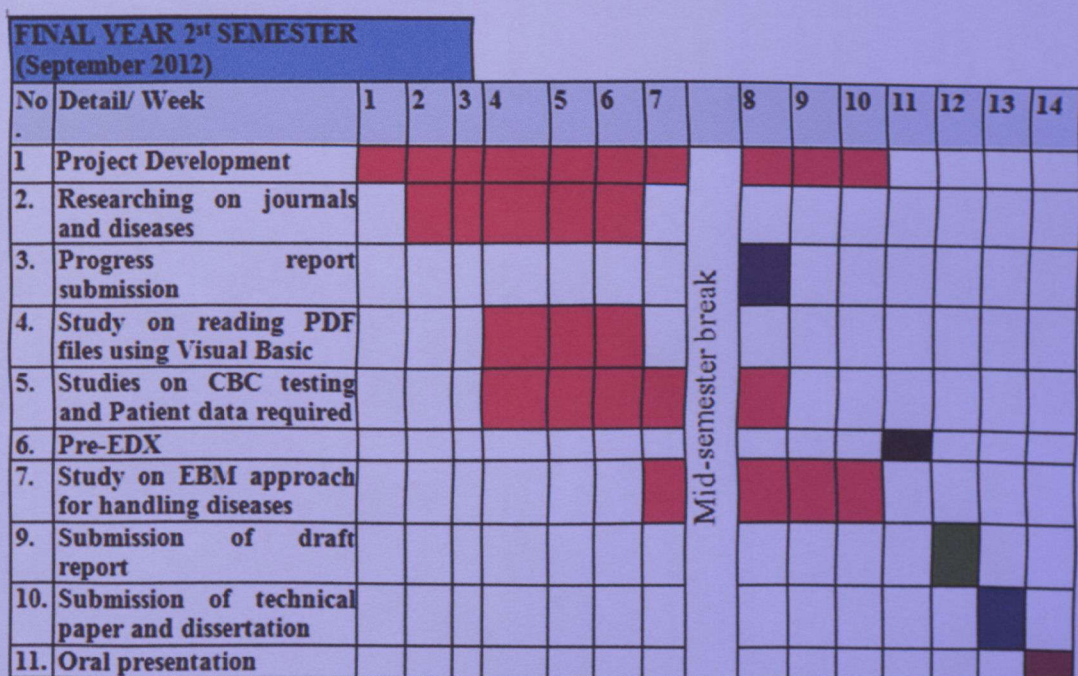 FINAL YEAR 2st SEMESTER
(September 2012)
No Detail/ Week 1 2 3 4 5 6 7 8 9 10 11 12 13 14
.
1 Project Development
2. Researching on journals
and diseases
3. Progress report
submission
4. Study on reading PDF
files using Visual Basic
5. Studies on CBC testing
and Patient data required
6. Pre-EDX
7. Study on EBM approach
for handling diseases
9. Submission of draft
report
10. Submission of technical
paper and dissertation
11. Oral presentation
Mid-semester break